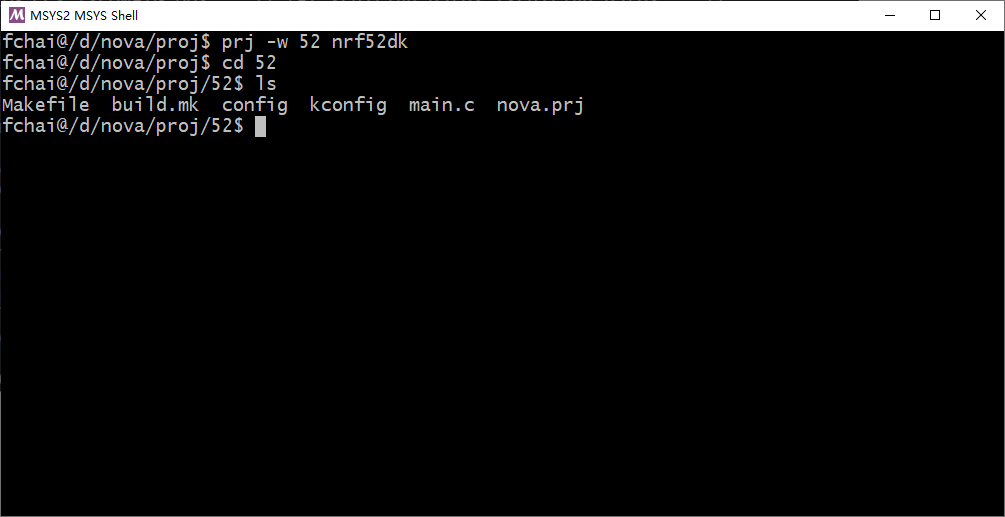 MSYS2 MSYS Shell
fchai@/d/nova/proj$ prj -w 52 nrf52dk
fchai@/d/nova/proj$ cd 52
fchai@/d/nova/proj/52$ ls
Makefile  build.mk  config  kconfig  main.c  nova.prj
fchai@/d/nova/proj/52$